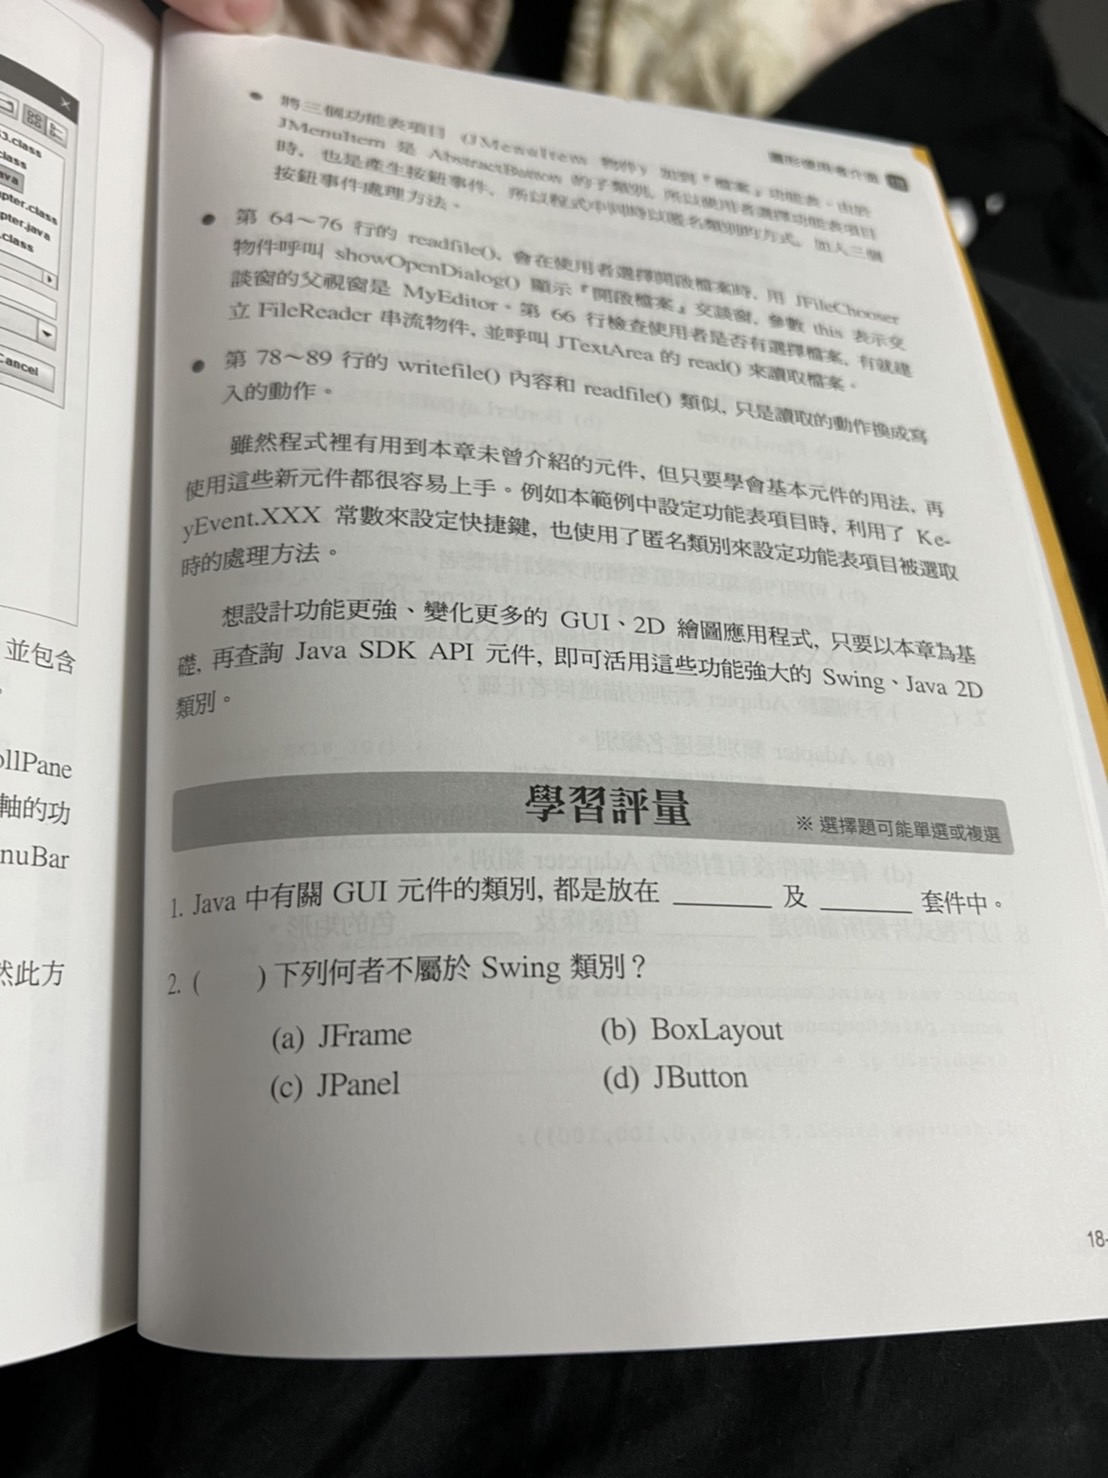 3.class
class
ava
pter.class
pter.java
.class
Cancel
並包含
ollPane
軸的功
nuBar
然此方
圖形使用者介面 18
將三個功能表項目 (JMenuItem 物件) 加到『檔案』功能表。由於
JMenuItem 是 AbstractButton 的子類別, 所以使用者選擇功能表項目
時, 也是產生按鈕事件, 所以程式中同時以匿名類別的方式, 加入三個
按鈕事件處理方法。
第 64～76 行的 readfile(), 會在使用者選擇開啟檔案時, 用 JFileChooser
物件呼叫 showOpenDialog() 顯示『開啟檔案』交談窗, 參數 this 表示交
談窗的父視窗是 MyEditor。第 66 行檢查使用者是否有選擇檔案, 有就建
立 FileReader 串流物件, 並呼叫 JTextArea 的 read() 來讀取檔案。
第 78～89 行的 writefile() 內容和 readfile() 類似, 只是讀取的動作換成寫
入的動作。
雖然程式裡有用到本章未曾介紹的元件, 但只要學會基本元件的用法, 再
使用這些新元件都很容易上手。例如本範例中設定功能表項目時, 利用了 Ke-
yEvent.XXX 常數來設定快捷鍵, 也使用了匿名類別來設定功能表項目被選取
時的處理方法。
想設計功能更強、變化更多的 GUI、2D 繪圖應用程式, 只要以本章為基
礎, 再查詢 Java SDK API 元件, 即可活用這些功能強大的 Swing、Java 2D
類別。
學習評量 ※ 選擇題可能單選或複選
1. Java 中有關 GUI 元件的類別, 都是放在 ______ 及 ______ 套件中。
2. ( ) 下列何者不屬於 Swing 類別？
(a) JFrame (b) BoxLayout
(c) JPanel (d) JButton
18-